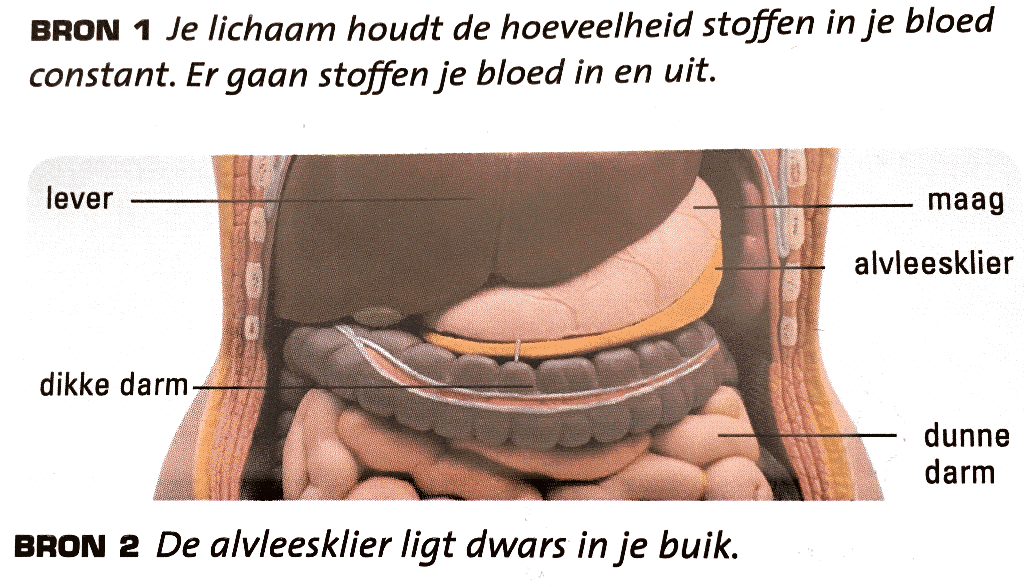 BRON 1 Je lichaam houdt de hoeveelheid stoffen in je bloed
constant. Er gaan stoffen je bloed in en uit.
lever
maag
alvleesklier
dikke darm
dunne
darm
BRON 2 De alvleesklier ligt dwars in je buik.